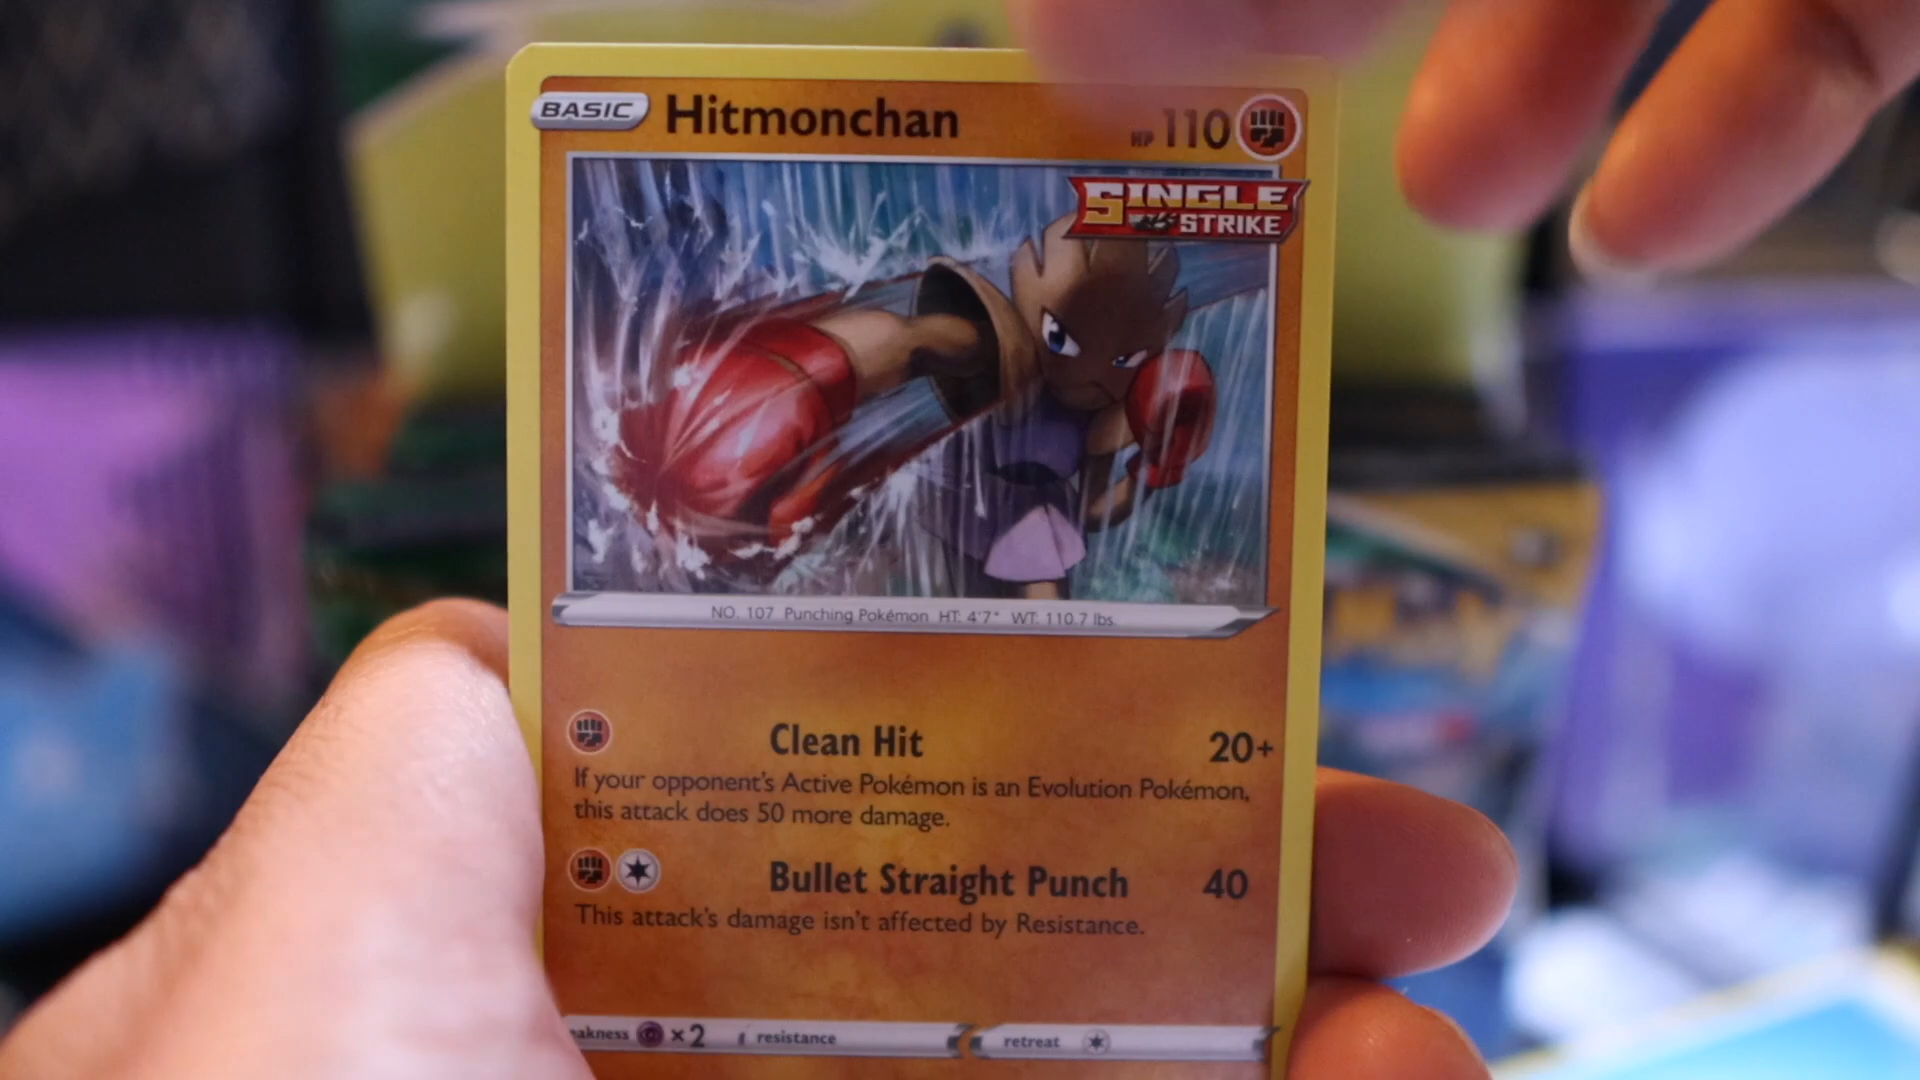 BASIC Hitmonchan HP 110
SINGLE
STRIKE
NO. 107 Punching Pokémon HT: 4'7" WT: 110.7 lbs.
Clean Hit 20+
If your opponent's Active Pokémon is an Evolution Pokémon,
this attack does 50 more damage.
Bullet Straight Punch 40
This attack's damage isn't affected by Resistance.
akness ×2 resistance retreat